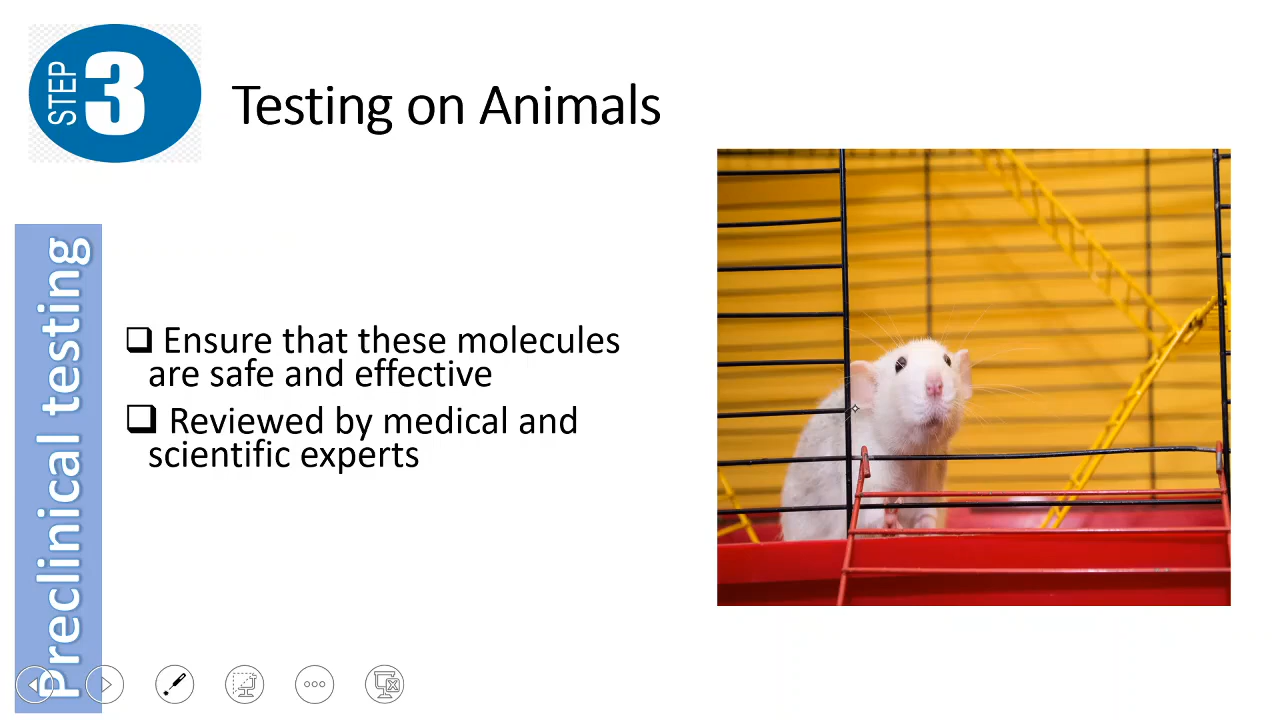 STEP 3
Testing on Animals
Preclinical testing
❑ Ensure that these molecules
are safe and effective
❑ Reviewed by medical and
scientific experts